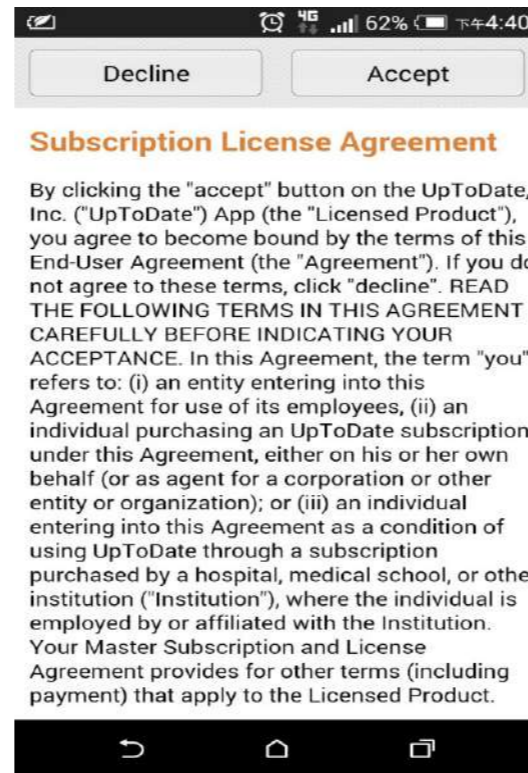 4G 62% 下午4:40
Decline Accept
Subscription License Agreement
By clicking the "accept" button on the UpToDate,
Inc. ("UpToDate") App (the "Licensed Product"),
you agree to become bound by the terms of this
End-User Agreement (the "Agreement"). If you do
not agree to these terms, click "decline". READ
THE FOLLOWING TERMS IN THIS AGREEMENT
CAREFULLY BEFORE INDICATING YOUR
ACCEPTANCE. In this Agreement, the term "you"
refers to: (i) an entity entering into this
Agreement for use of its employees, (ii) an
individual purchasing an UpToDate subscription
under this Agreement, either on his or her own
behalf (or as agent for a corporation or other
entity or organization); or (iii) an individual
entering into this Agreement as a condition of
using UpToDate through a subscription
purchased by a hospital, medical school, or othe
institution ("Institution"), where the individual is
employed by or affiliated with the Institution.
Your Master Subscription and License
Agreement provides for other terms (including
payment) that apply to the Licensed Product.